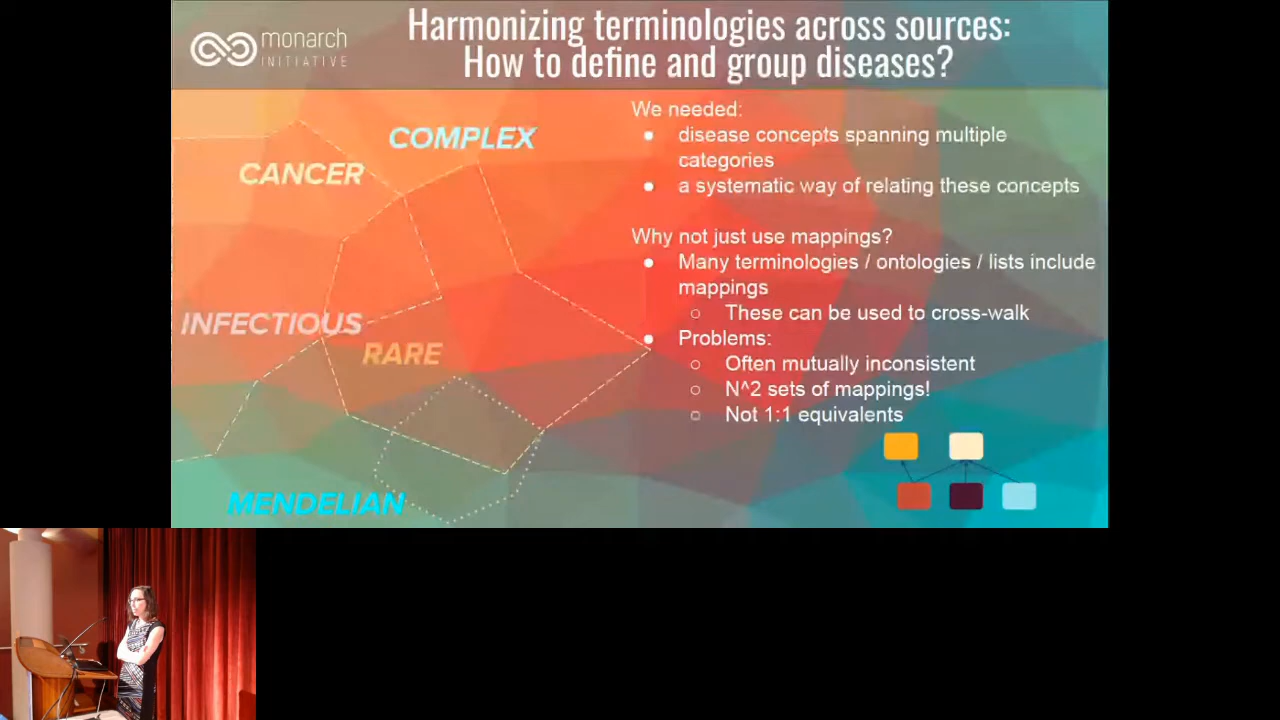 monarch
INITIATIVE
Harmonizing terminologies across sources:
How to define and group diseases?
COMPLEX
CANCER
INFECTIOUS
RARE
MENDELIAN
We needed:
● disease concepts spanning multiple
categories
● a systematic way of relating these concepts
Why not just use mappings?
● Many terminologies / ontologies / lists include
mappings
○ These can be used to cross-walk
● Problems:
○ Often mutually inconsistent
○ N^2 sets of mappings!
○ Not 1:1 equivalents